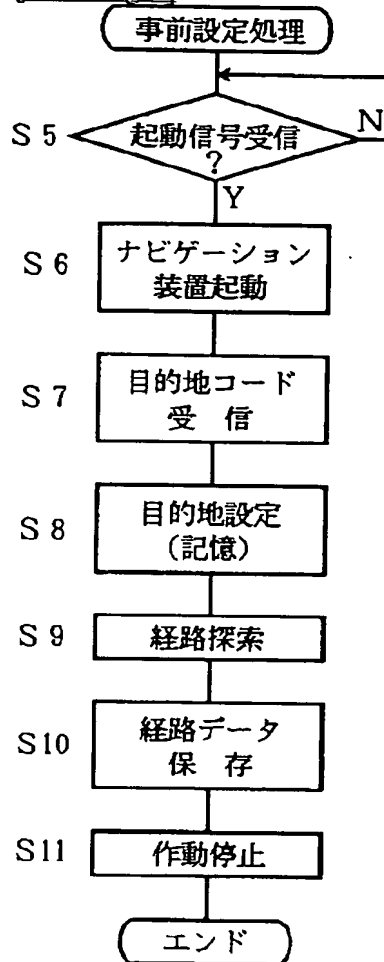 事前設定処理
S5
起動信号受信
?
N
Y
S6
ナビゲーション
装置起動
S7
目的地コード
受 信
S8
目的地設定
(記憶)
S9
経路探索
S10
経路データ
保 存
S11
作動停止
エンド